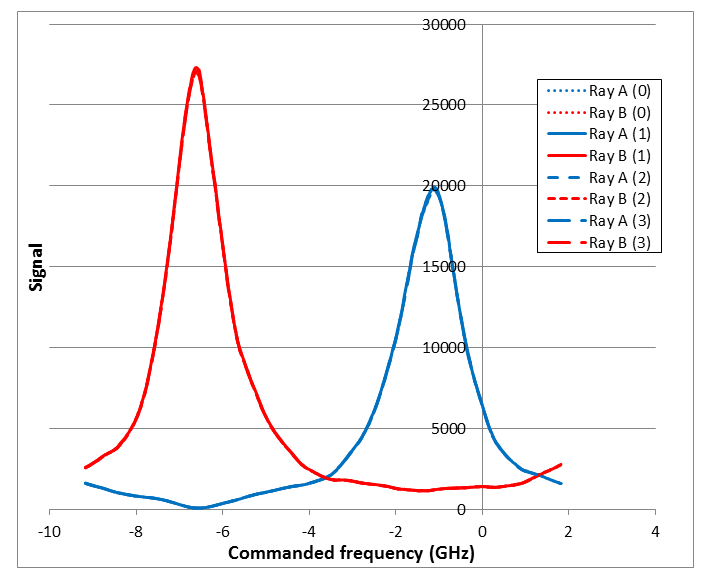 30000
25000
20000
15000
10000
5000
0
Signal
-10
-8
-6
-4
-2
0
2
4
Commanded frequency (GHz)
Ray A (0)
Ray B (0)
Ray A (1)
Ray B (1)
Ray A (2)
Ray B (2)
Ray A (3)
Ray B (3)